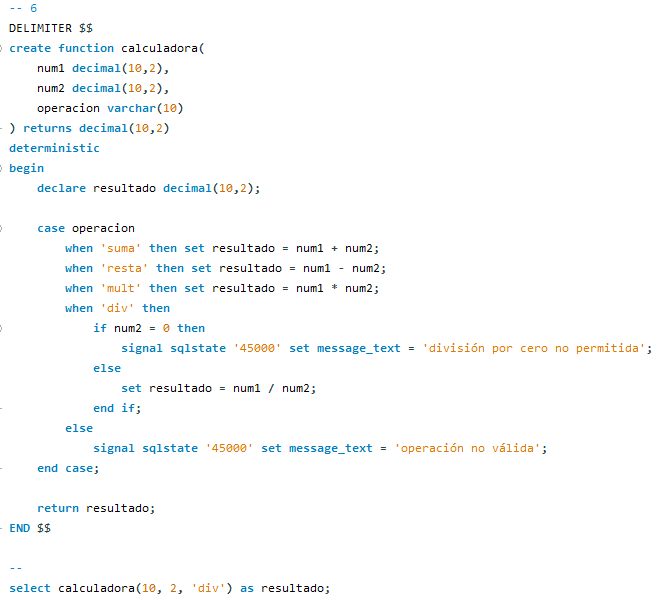 -- 6
DELIMITER $$
create function calculadora(
    num1 decimal(10,2),
    num2 decimal(10,2),
    operacion varchar(10)
) returns decimal(10,2)
deterministic
begin
    declare resultado decimal(10,2);

    case operacion
        when 'suma' then set resultado = num1 + num2;
        when 'resta' then set resultado = num1 - num2;
        when 'mult' then set resultado = num1 * num2;
        when 'div' then
            if num2 = 0 then
                signal sqlstate '45000' set message_text = 'división por cero no permitida';
            else
                set resultado = num1 / num2;
            end if;
        else
            signal sqlstate '45000' set message_text = 'operación no válida';
    end case;

    return resultado;
END $$

--
select calculadora(10, 2, 'div') as resultado;